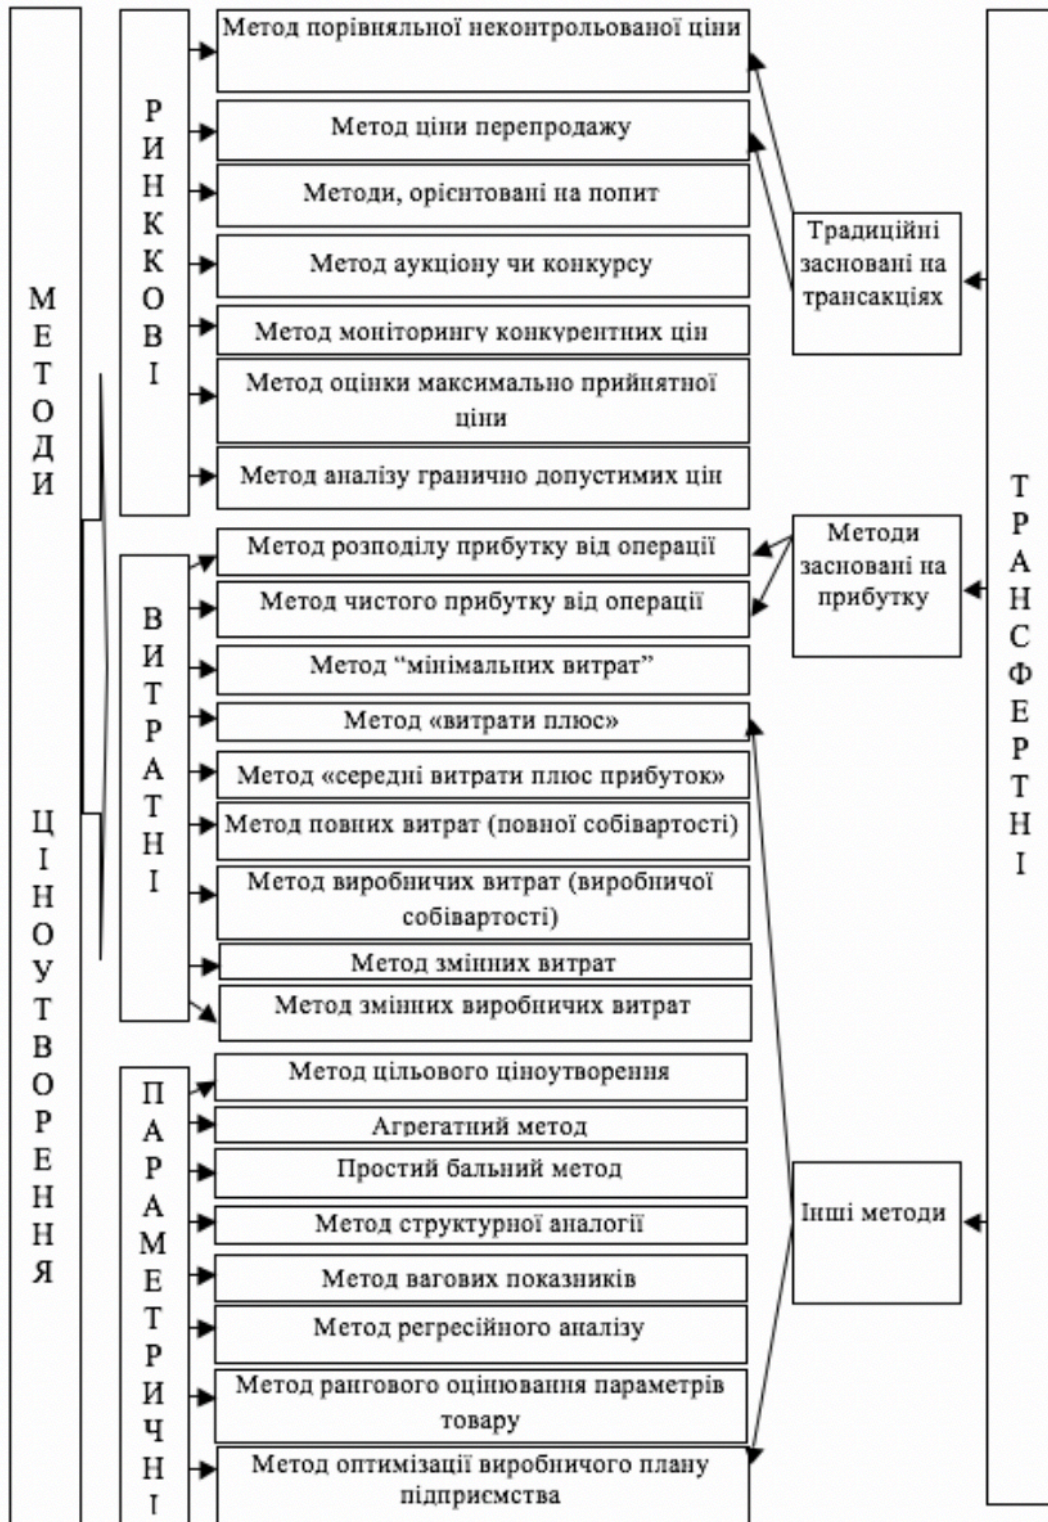 МЕТОДИ ЦІНОУТВОРЕННЯ
РИНККОВІ
Метод порівняльної неконтрольованої ціни
Метод ціни перепродажу
Методи, орієнтовані на попит
Метод аукціону чи конкурсу
Метод моніторингу конкурентних цін
Метод оцінки максимально прийнятної
ціни
Метод аналізу гранично допустимих цін
ВИТРАТНІ
Метод розподілу прибутку від операції
Метод чистого прибутку від операції
Метод “мінімальних витрат”
Метод «витрати плюс»
Метод «середні витрати плюс прибуток»
Метод повних витрат (повної собівартості)
Метод виробничих витрат (виробничої
собівартості)
Метод змінних витрат
Метод змінних виробничих витрат
ПАРАМЕТРИЧНІ
Метод цільового ціноутворення
Агрегатний метод
Простий бальний метод
Метод структурної аналогії
Метод вагових показників
Метод регресійного аналізу
Метод рангового оцінювання параметрів
товару
Метод оптимізації виробничого плану
підприємства
Традиційні
засновані на
трансакціях
Методи
засновані на
прибутку
Інші методи
ТРАНСФЕРТНІ